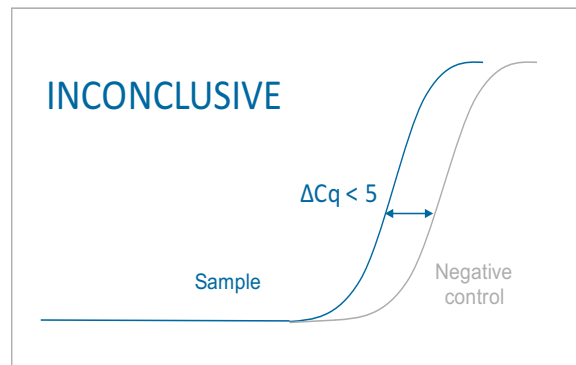 INCONCLUSIVE
ΔCq < 5
Sample
Negative
control